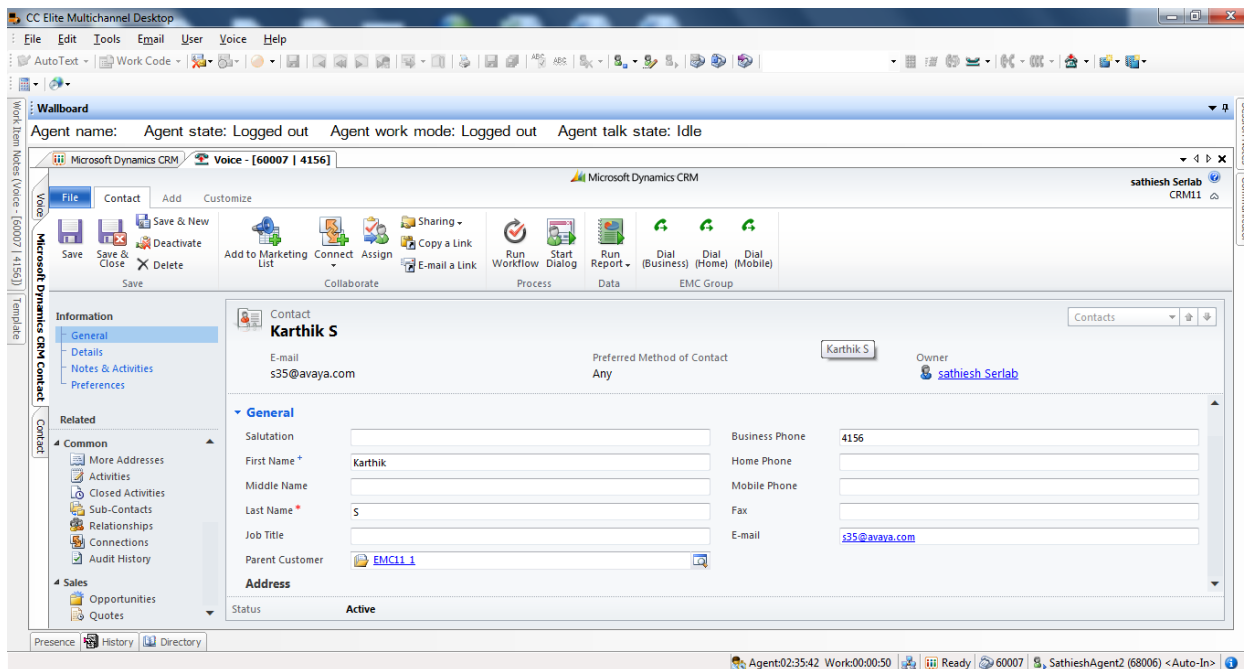 CC Elite Multichannel Desktop
File Edit Tools Email User Voice Help
AutoText Work Code
Wallboard
Agent name: Agent state: Logged out Agent work mode: Logged out Agent talk state: Idle
Work Item Notes (Voice - [60007 | 4156])
Template
Microsoft Dynamics CRM Voice - [60007 | 4156]
Voice
Microsoft Dynamics CRM Contact
Contact
Microsoft Dynamics CRM
sathiesh Serlab
CRM11
File Contact Add Customize
Save
Save & Close
Save & New
Deactivate
Delete
Save
Add to Marketing List
Connect
Assign
Sharing
Copy a Link
E-mail a Link
Collaborate
Run Workflow
Start Dialog
Process
Run Report
Data
Dial (Business)
Dial (Home)
Dial (Mobile)
EMC Group
Information
General
Details
Notes & Activities
Preferences
Related
Common
More Addresses
Activities
Closed Activities
Sub-Contacts
Relationships
Connections
Audit History
Sales
Opportunities
Quotes
Contact
Karthik S
Contacts
E-mail
s35@avaya.com
Preferred Method of Contact
Any
Karthik S
Owner
sathiesh Serlab
General
Salutation
Business Phone 4156
First Name + Karthik
Home Phone
Middle Name
Mobile Phone
Last Name * S
Fax
Job Title
E-mail s35@avaya.com
Parent Customer EMC11 1
Address
Status Active
Presence History Directory
Agent:02:35:42 Work:00:00:50 Ready 60007 SathieshAgent2 (68006) <Auto-In>